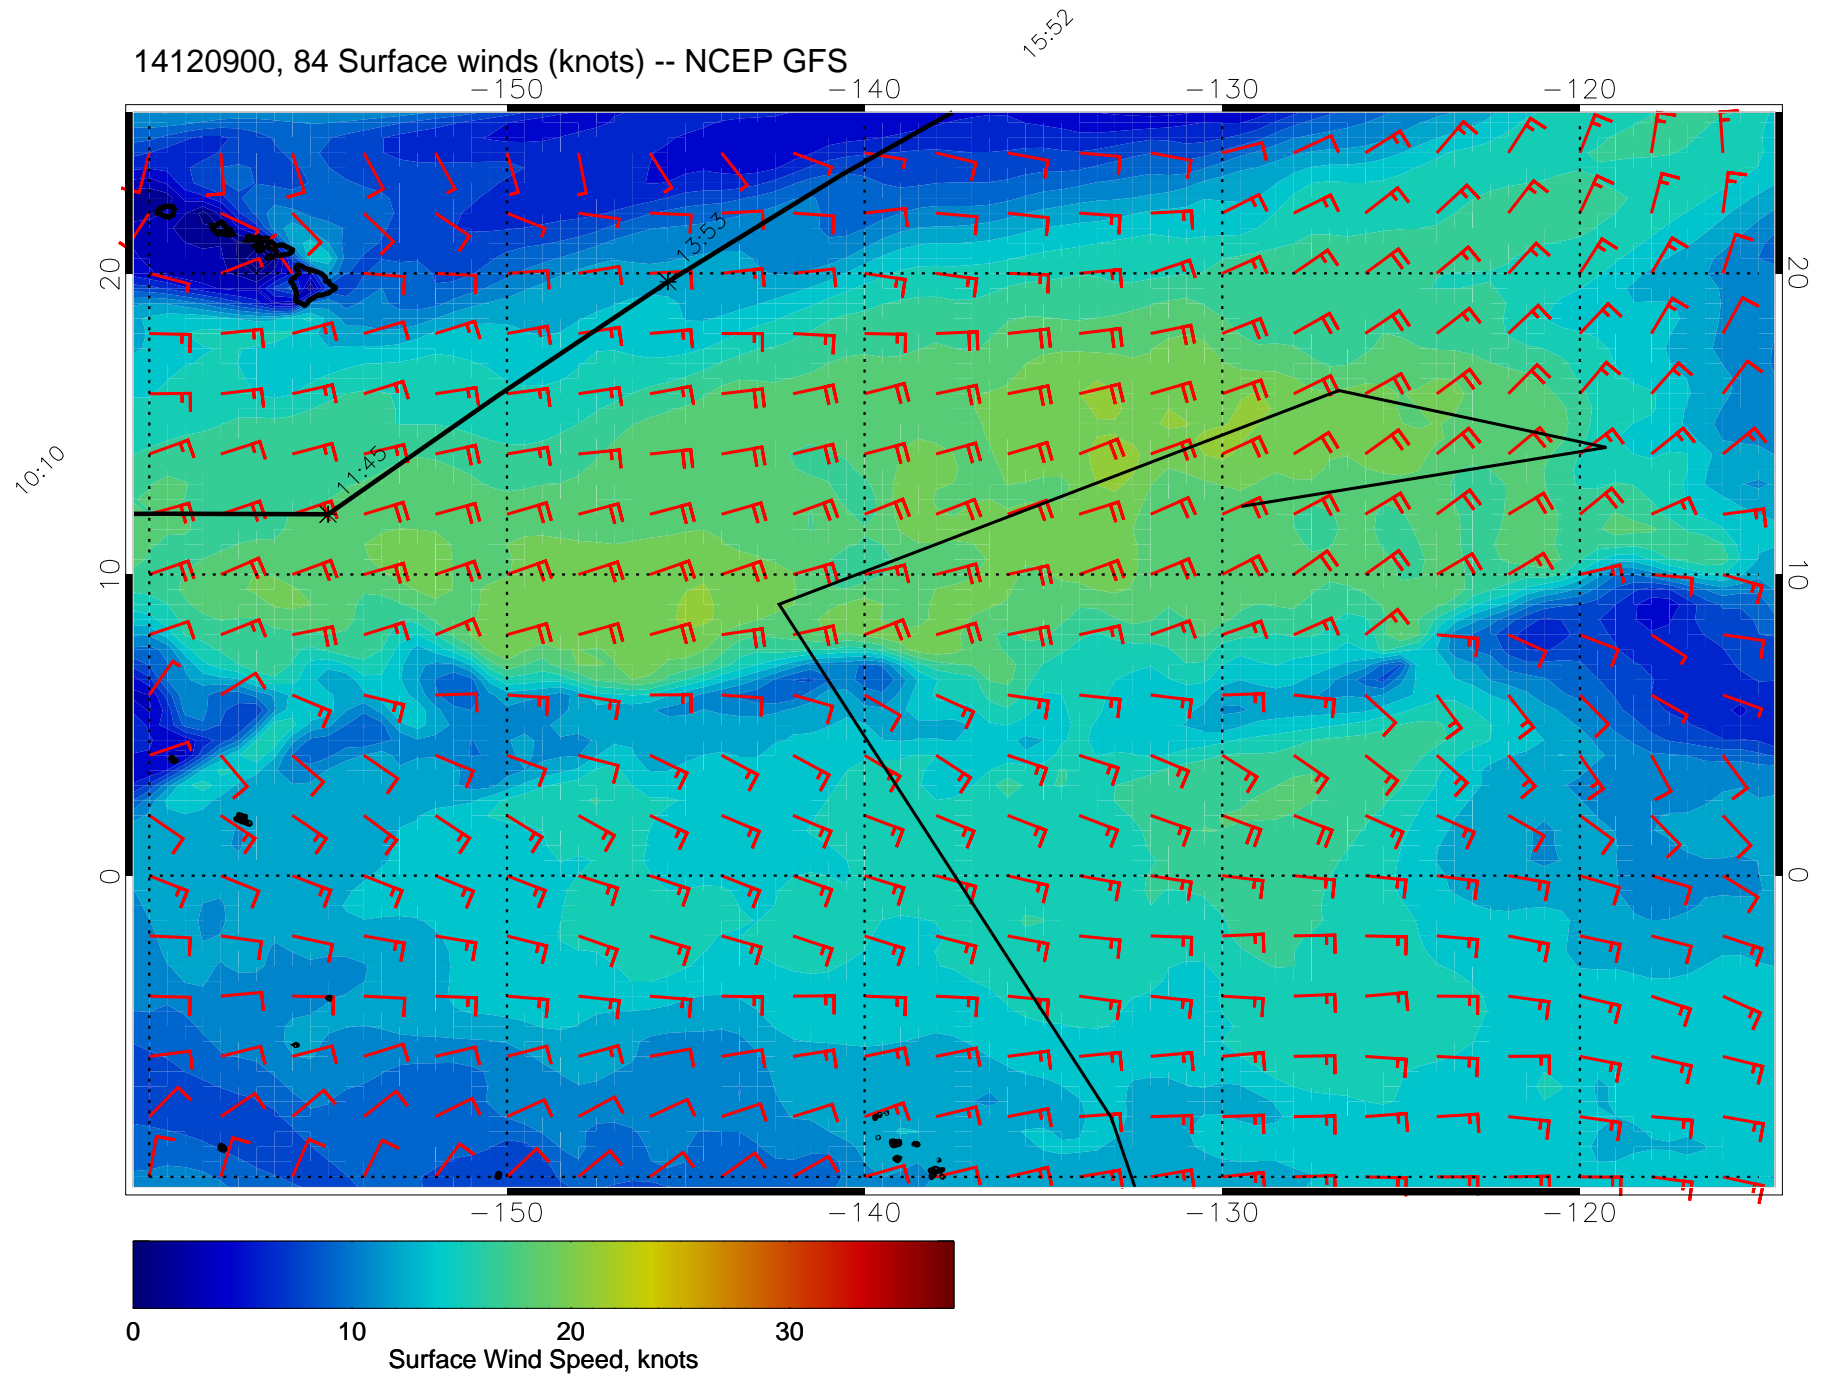 15:52
14120900, 84 Surface winds (knots) -- NCEP GFS
-150 -140 -130 -120
13:53
20 20
11:45
10:10
10 10
0 0
-150 -140 -130 -120
0 10 20 30
Surface Wind Speed, knots